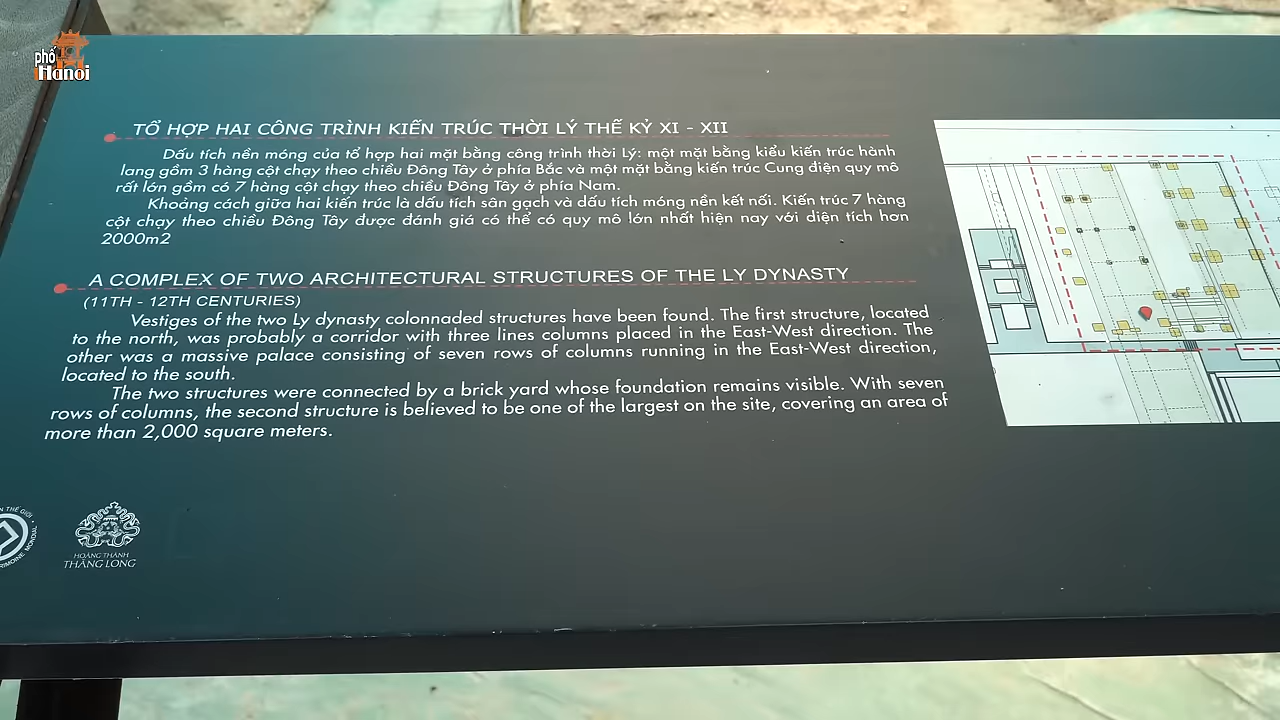 phố
Hanoi
TỔ HỢP HAI CÔNG TRÌNH KIẾN TRÚC THỜI LÝ THẾ KỶ XI - XII
Dấu tích nền móng của tổ hợp hai mặt bằng công trình thời Lý: một mặt bằng kiểu kiến trúc hành
lang gồm 3 hàng cột chạy theo chiều Đông Tây ở phía Bắc và một mặt bằng kiến trúc Cung điện quy mô
rất lớn gồm có 7 hàng cột chạy theo chiều Đông Tây ở phía Nam.
Khoảng cách giữa hai kiến trúc là dấu tích sân gạch và dấu tích móng nền kết nối. Kiến trúc 7 hàng
cột chạy theo chiều Đông Tây được đánh giá có thể có quy mô lớn nhất hiện nay với diện tích hơn
2000m2
A COMPLEX OF TWO ARCHITECTURAL STRUCTURES OF THE LY DYNASTY
(11TH - 12TH CENTURIES)
Vestiges of the two Ly dynasty colonnaded structures have been found. The first structure, located
to the north, was probably a corridor with three lines columns placed in the East-West direction. The
other was a massive palace consisting of seven rows of columns running in the East-West direction,
located to the south.
The two structures were connected by a brick yard whose foundation remains visible. With seven
rows of columns, the second structure is believed to be one of the largest on the site, covering an area of
more than 2,000 square meters.
HOÀNG THÀNH
THĂNG LONG